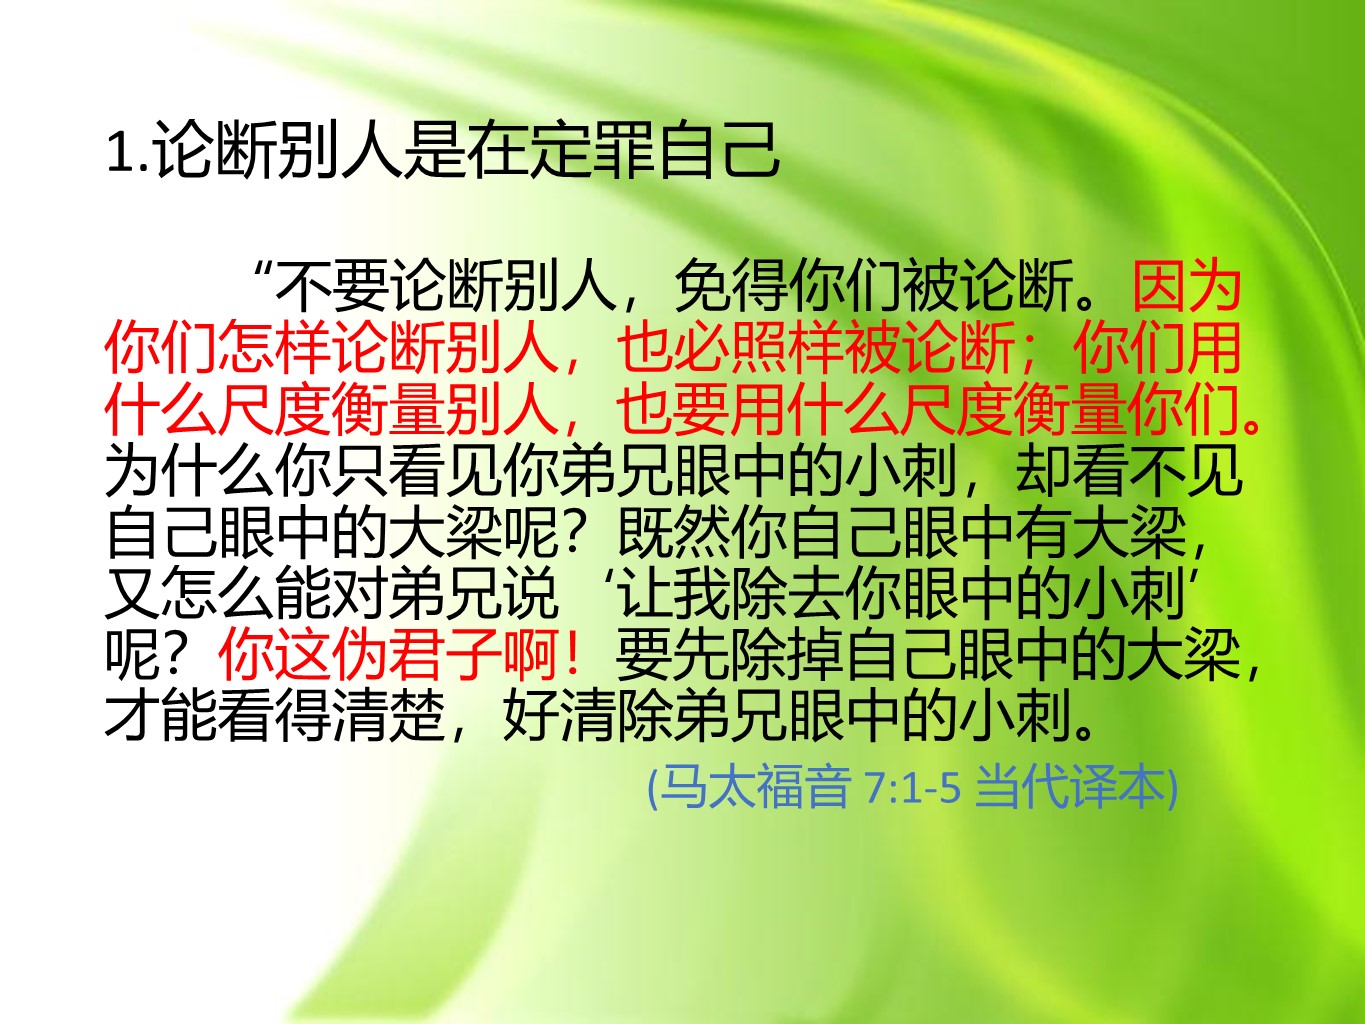 1.论断别人是在定罪自己
“不要论断别人，免得你们被论断。因为
你们怎样论断别人，也必照样被论断；你们用
什么尺度衡量别人，也要用什么尺度衡量你们。
为什么你只看见你弟兄眼中的小刺，却看不见
自己眼中的大梁呢？既然你自己眼中有大梁，
又怎么能对弟兄说‘让我除去你眼中的小刺’
呢？你这伪君子啊！要先除掉自己眼中的大梁，
才能看得清楚，好清除弟兄眼中的小刺。
(马太福音 7:1-5 当代译本)